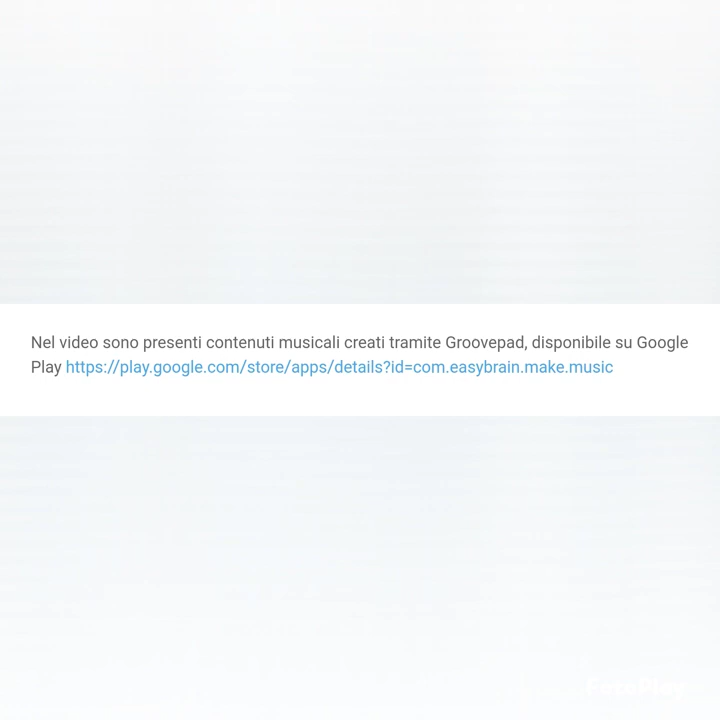 Nel video sono presenti contenuti musicali creati tramite Groovepad, disponibile su Google
Play https://play.google.com/store/apps/details?id=com.easybrain.make.music